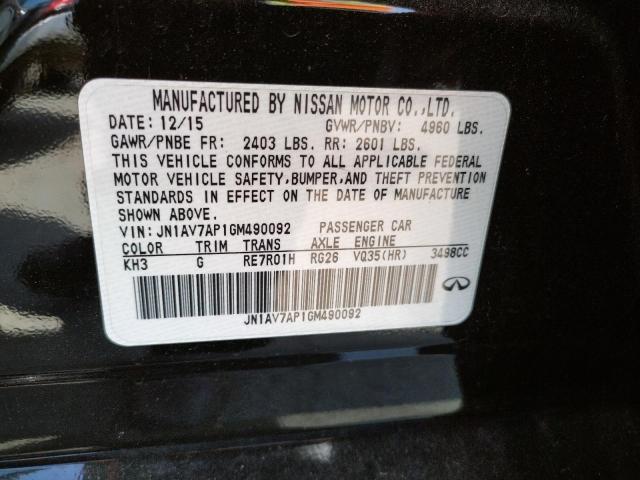 MANUFACTURED BY NISSAN MOTOR CO.,LTD.
DATE: 12/15 GVWR/PNBV: 4960 LBS.
GAWR/PNBE FR: 2403 LBS. RR: 2601 LBS.
THIS VEHICLE CONFORMS TO ALL APPLICABLE FEDERAL
MOTOR VEHICLE SAFETY,BUMPER,AND THEFT PREVENTION
STANDARDS IN EFFECT ON THE DATE OF MANUFACTURE
SHOWN ABOVE.
VIN: JN1AV7AP1GM490092 PASSENGER CAR
COLOR TRIM TRANS AXLE ENGINE
KH3 G RE7R01H RG26 VQ35(HR) 3498CC
JN1AV7AP1GM490092